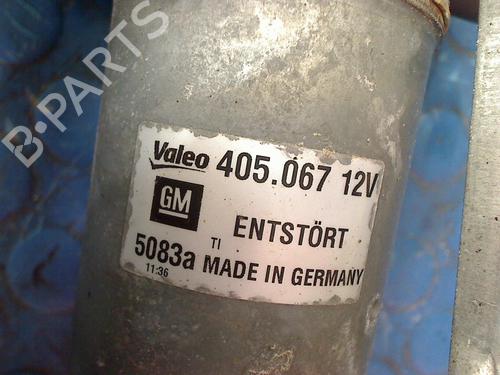 B-PARTS
Valeo 405.067 12V
GM
ENTSTÖRT
5083a TI MADE IN GERMANY
11:36